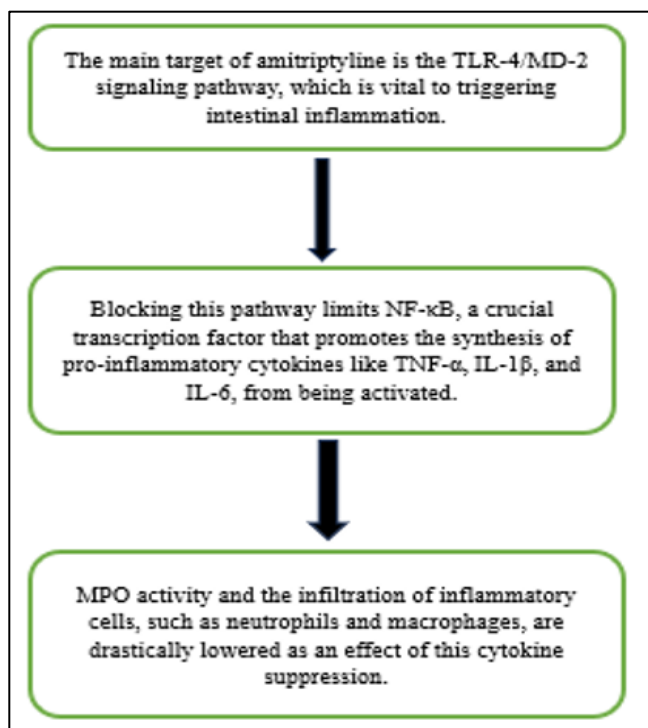 The main target of amitriptyline is the TLR-4/MD-2
signaling pathway, which is vital to triggering
intestinal inflammation.
Blocking this pathway limits NF-κB, a crucial
transcription factor that promotes the synthesis of
pro-inflammatory cytokines like TNF-α, IL-1β, and
IL-6, from being activated.
MPO activity and the infiltration of inflammatory
cells, such as neutrophils and macrophages, are
drastically lowered as an effect of this cytokine
suppression.